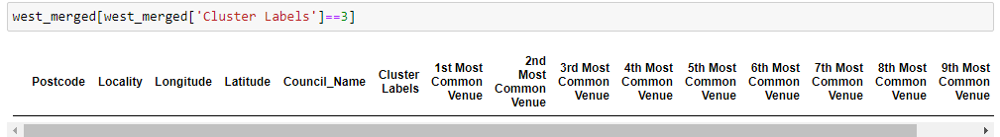 west_merged[west_merged['Cluster Labels']==3]
Postcode Locality Longitude Latitude Council_Name Cluster Labels 1st Most Common Venue 2nd Most Common Venue 3rd Most Common Venue 4th Most Common Venue 5th Most Common Venue 6th Most Common Venue 7th Most Common Venue 8th Most Common Venue 9th Most Common Venue